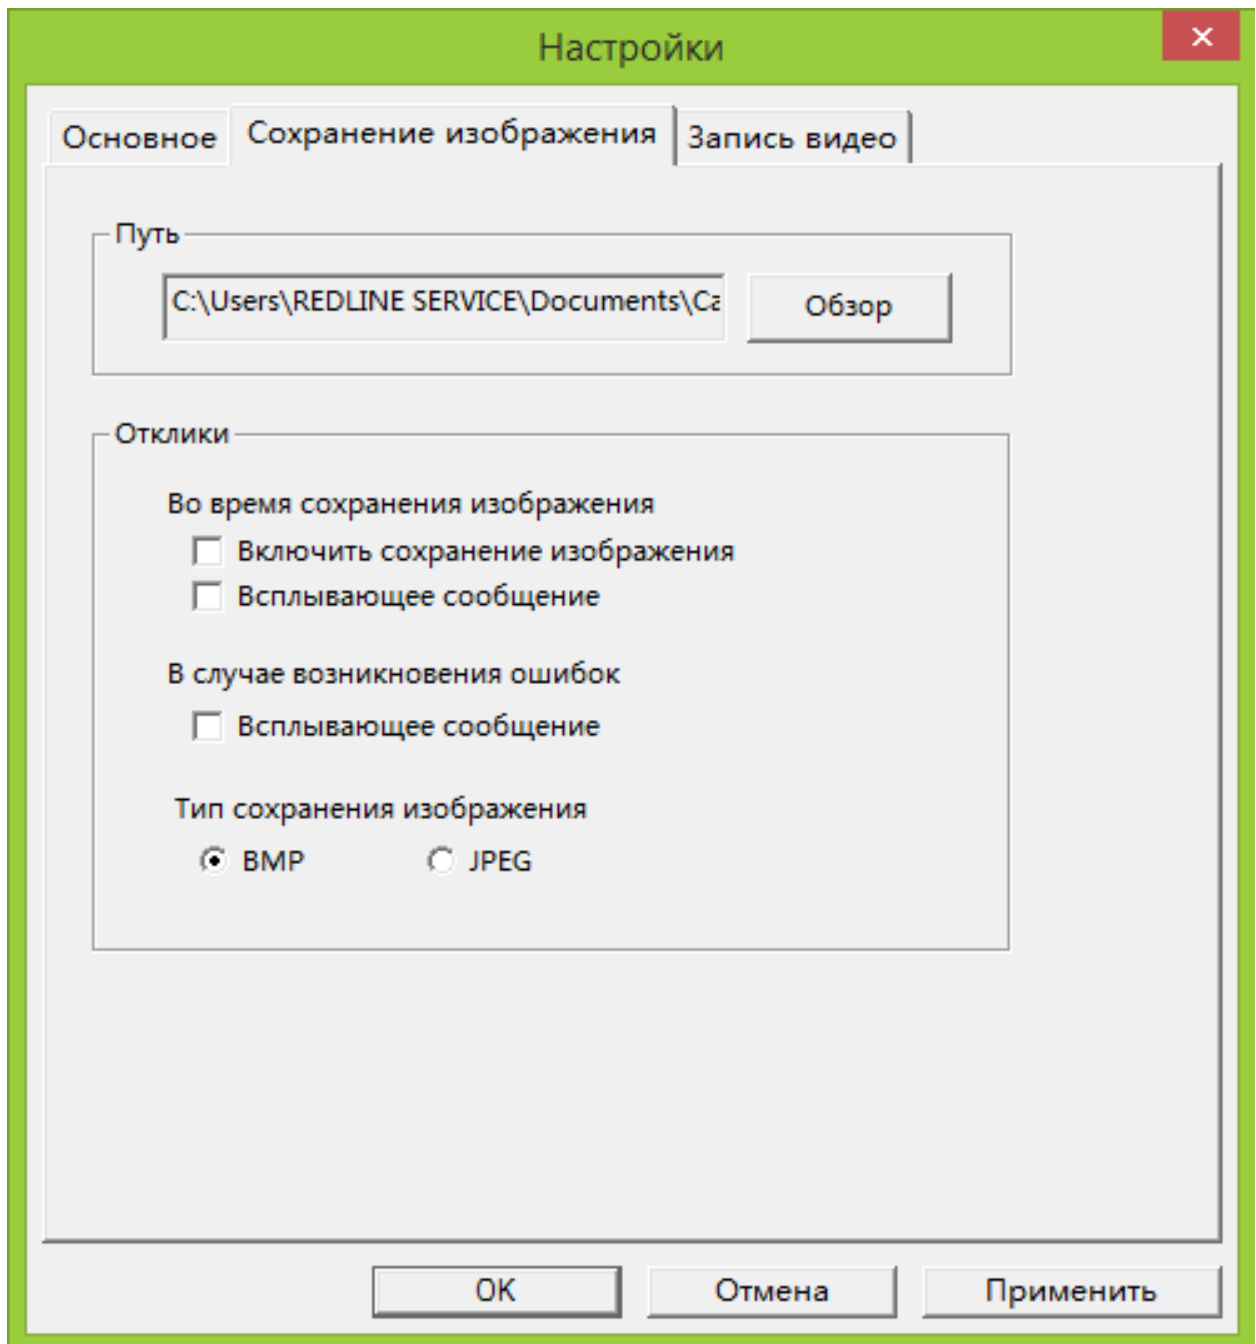 Настройки
Основное
Сохранение изображения
Запись видео
Путь
C:\Users\REDLINE SERVICE\Documents\Ca
Обзор
Отклики
Во время сохранения изображения
Включить сохранение изображения
Всплывающее сообщение
В случае возникновения ошибок
Всплывающее сообщение
Тип сохранения изображения
BMP JPEG
OK Отмена Применить